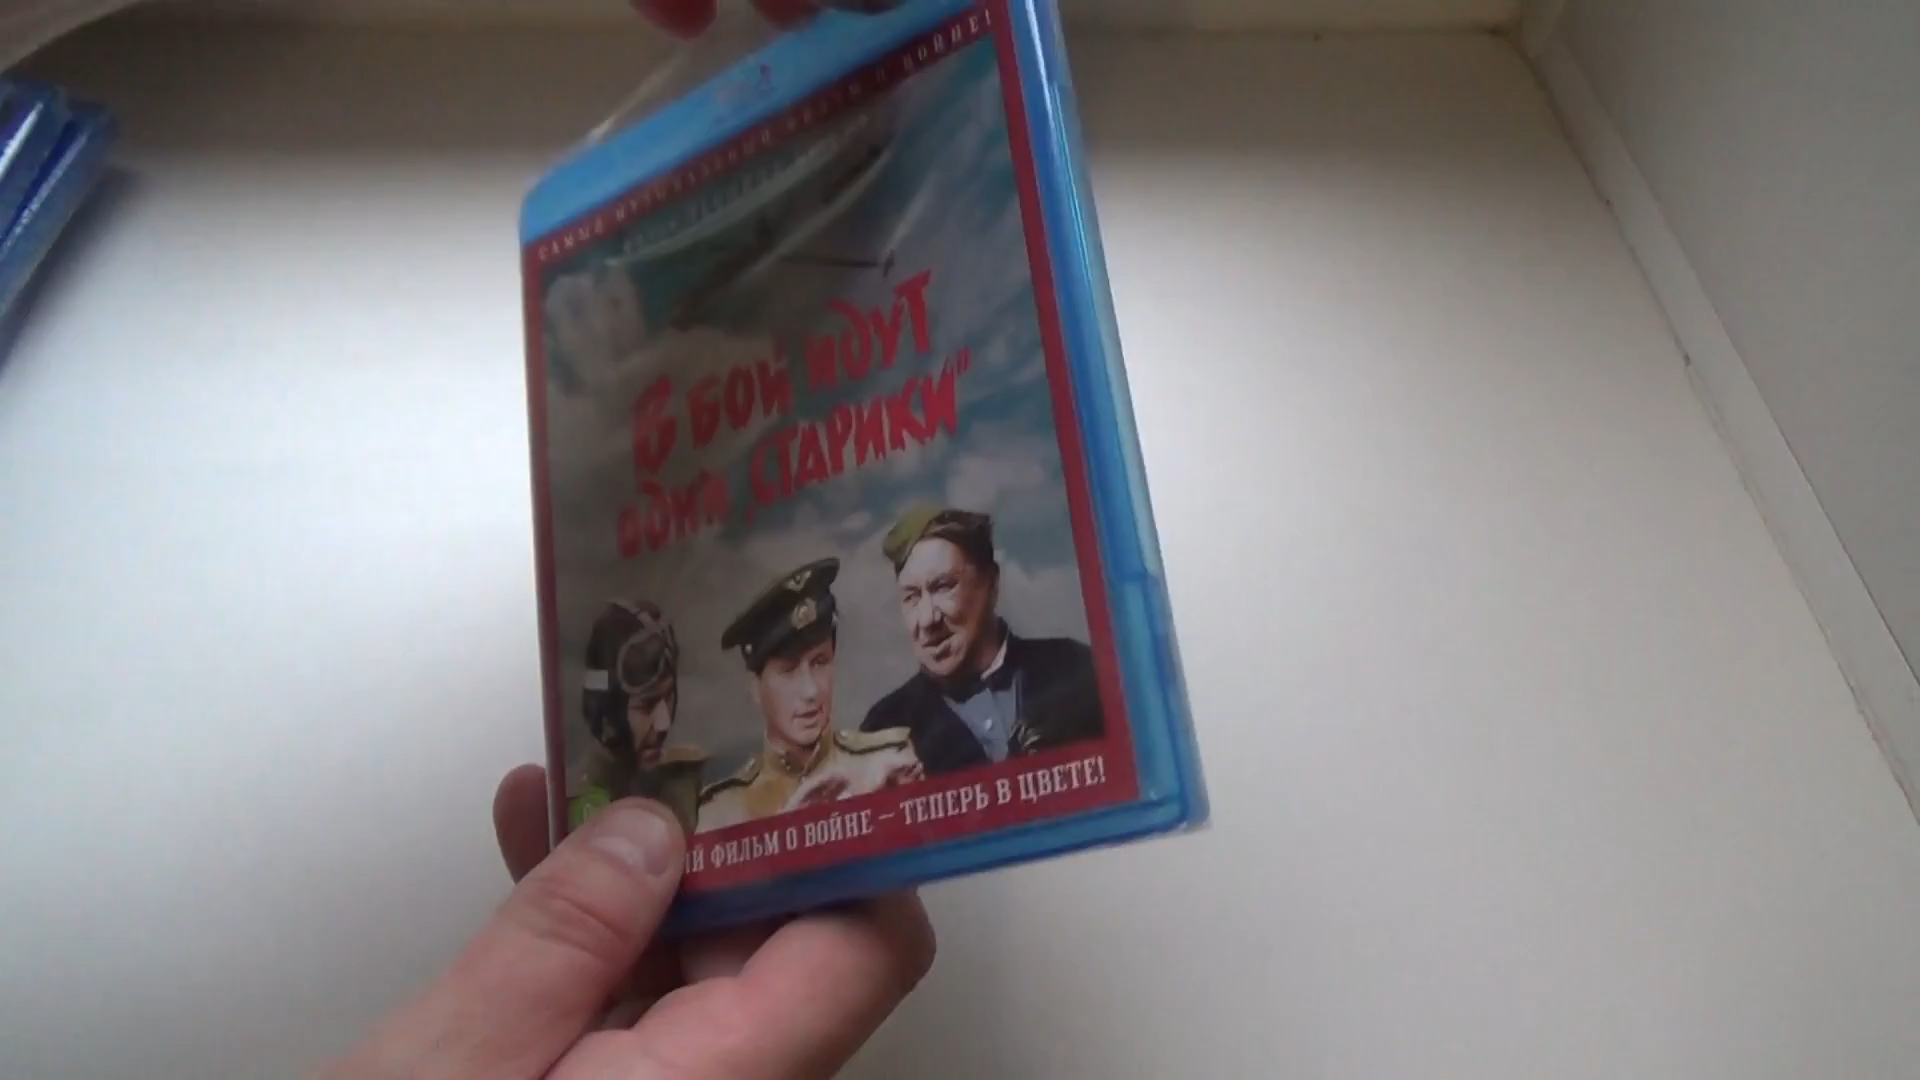 САМЫЙ МУЗЫКАЛЬНЫЙ ФИЛЬМ О ВОЙНЕ!
В БОЙ ИДУТ
ОДНИ „СТАРИКИ"
ФИЛЬМ О ВОЙНЕ – ТЕПЕРЬ В ЦВЕТЕ!